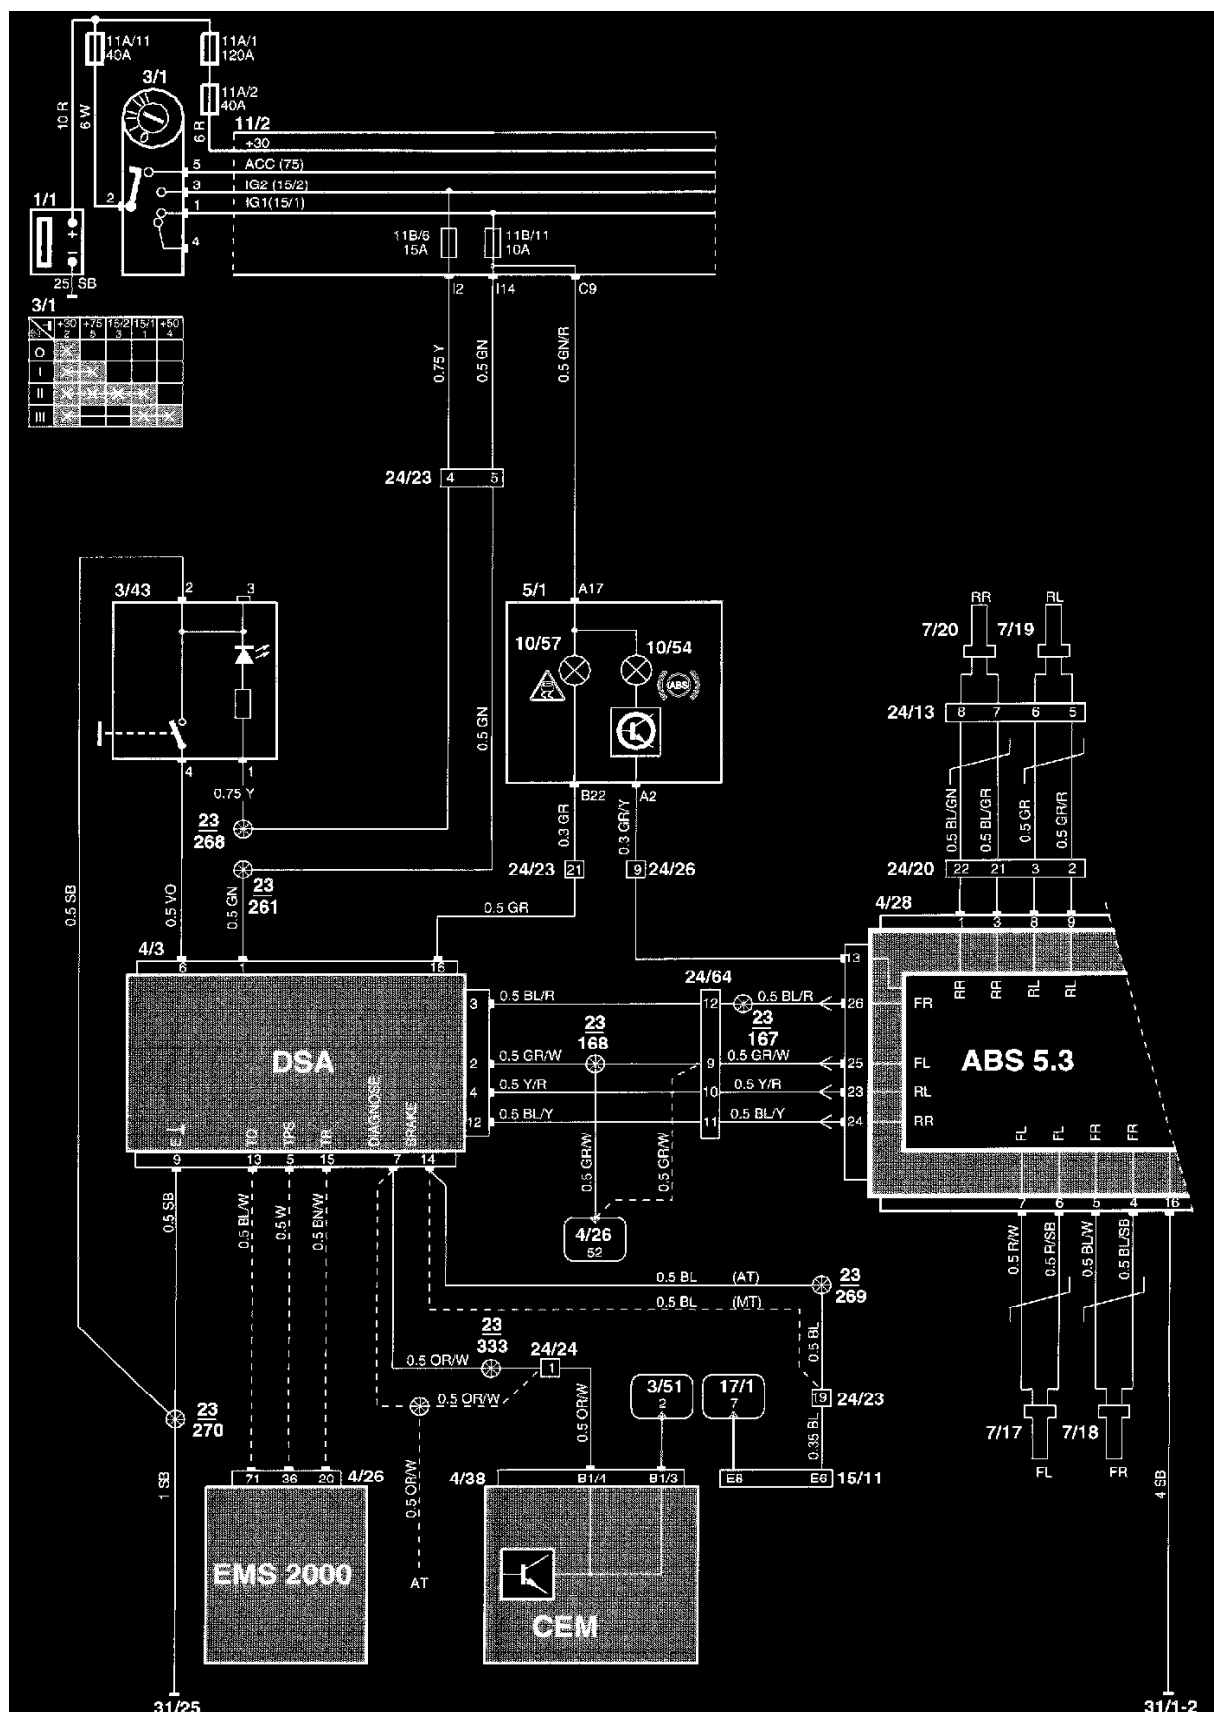 11A/11
40A
11A/1
120A
3/1
11A/2
40A
10 R
6 W
6 R
11/2
+30
5
ACC (75)
3
IG2 (15/2)
1
IG1(15/1)
2
4
1/1
+
25
SB
11B/6
15A
11B/11
10A
I2
I14
C9
3/1
+30
+75
15/2
15/1
+50
2
5
3
1
4
O
I
II
III
0.75 Y
0.5 GN
0.5 GN/R
24/23
4
5
3/43
2
3
5/1
A17
10/57
10/54
(ABS)
RR
RL
7/20
7/19
24/13
8
7
6
5
0.5 GN
4
1
0.75 Y
B22
A2
23
268
0.3 GR
0.3 GR/Y
0.5 BL/GN
0.5 BL/GR
0.5 GR
0.5 GR/R
24/23
21
9
24/26
24/20
22
21
3
2
23
261
0.5 SB
0.5 VO
0.5 GN
0.5 GR
4/28
1
3
8
9
4/3
6
1
16
13
24/64
RR
RR
RL
RL
3
0.5 BL/R
12
0.5 BL/R
26
FR
23
168
23
167
DSA
2
0.5 GR/W
9
0.5 GR/W
25
FL
ABS 5.3
4
0.5 Y/R
10
0.5 Y/R
23
RL
12
0.5 BL/Y
11
0.5 BL/Y
24
RR
E
TQ
TPS
TR
DIAGNOSE
BRAKE
FL
FL
FR
FR
9
13
5
15
7
14
0.5 GR/W
0.5 GR/W
7
6
5
4
16
0.5 SB
0.5 BL/W
0.5 W
0.5 BN/W
4/26
52
0.5 R/W
0.5 R/SB
0.5 BL/W
0.5 BL/SB
0.5 BL
(AT)
23
269
0.5 BL
(MT)
23
333
24/24
0.5 BL
0.5 OR/W
1
0.5 OR/W
3/51
2
17/1
7
19
24/23
23
270
0.5 OR/W
0.35 BL
7/17
7/18
FL
FR
1 SB
71
36
20
4/26
0.5 OR/W
4/38
B1/4
B1/3
E8
E6
15/11
4 SB
EMS 2000
AT
CEM
31/25
31/1-2